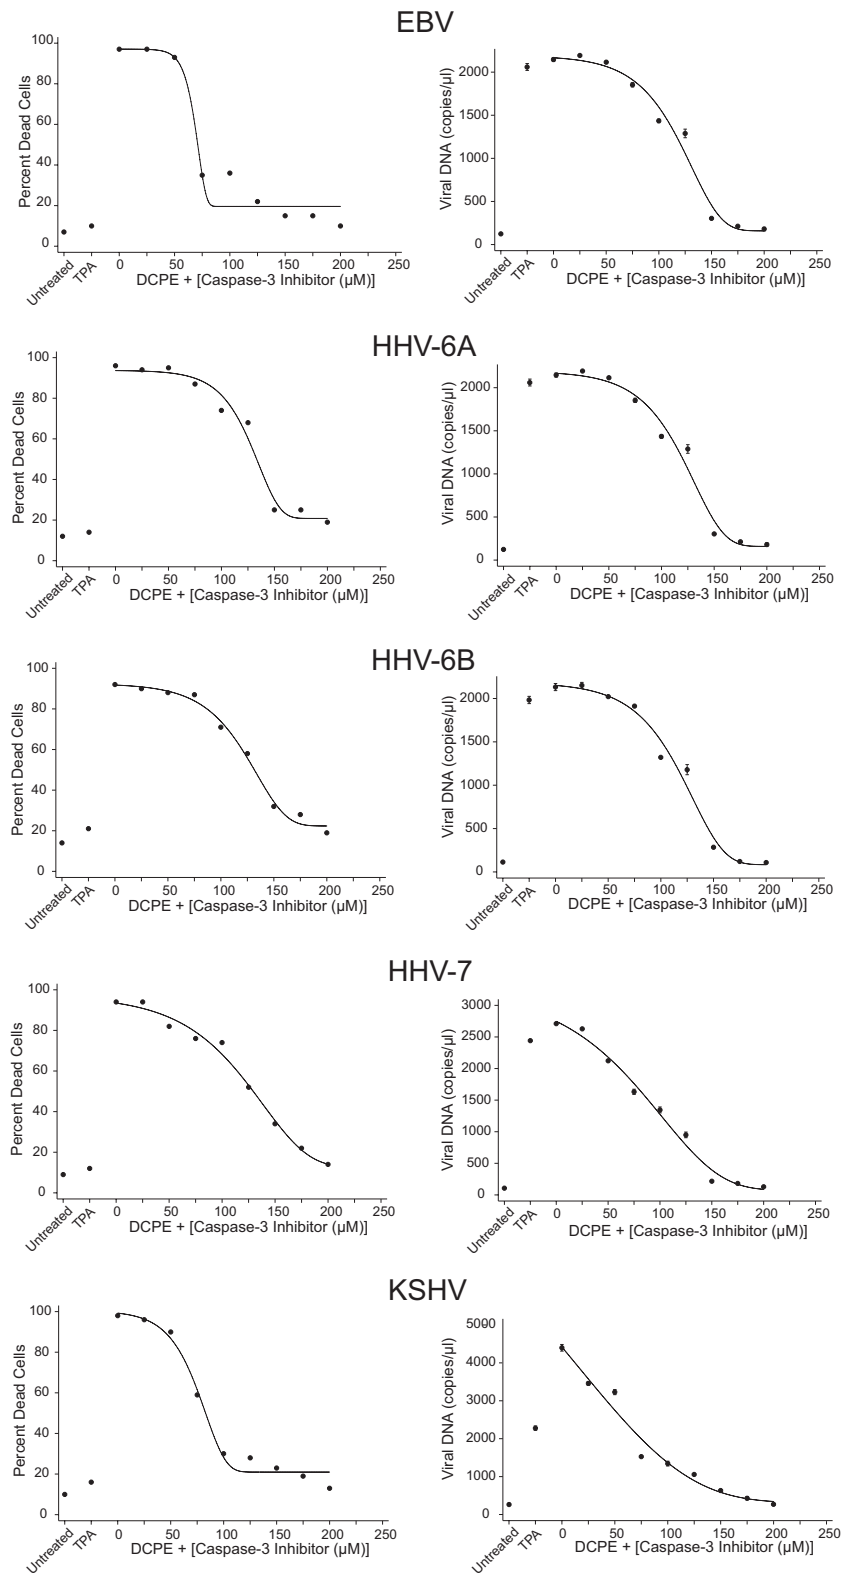 EBV
Percent Dead Cells
100
80
60
40
20
0
Untreated
TPA
0 50 100 150 200 250
DCPE + [Caspase-3 Inhibitor (µM)]
Viral DNA (copies/µl)
2000
1500
1000
500
0
Untreated
TPA
0 50 100 150 200 250
DCPE + [Caspase-3 Inhibitor (µM)]
HHV-6A
Percent Dead Cells
100
80
60
40
20
0
Untreated
TPA
0 50 100 150 200 250
DCPE + [Caspase-3 Inhibitor (µM)]
Viral DNA (copies/µl)
2000
1500
1000
500
0
Untreated
TPA
0 50 100 150 200 250
DCPE + [Caspase-3 Inhibitor (µM)]
HHV-6B
Percent Dead Cells
100
80
60
40
20
0
Untreated
TPA
0 50 100 150 200 250
DCPE + [Caspase-3 Inhibitor (µM)]
Viral DNA (copies/µl)
2000
1500
1000
500
0
Untreated
TPA
0 50 100 150 200 250
DCPE + [Caspase-3 Inhibitor (µM)]
HHV-7
Percent Dead Cells
100
80
60
40
20
0
Untreated
TPA
0 50 100 150 200 250
DCPE + [Caspase-3 Inhibitor (µM)]
Viral DNA (copies/µl)
3000
2500
2000
1500
1000
500
0
Untreated
TPA
0 50 100 150 200 250
DCPE + [Caspase-3 Inhibitor (µM)]
KSHV
Percent Dead Cells
100
80
60
40
20
0
Untreated
TPA
0 50 100 150 200 250
DCPE + [Caspase-3 Inhibitor (µM)]
Viral DNA (copies/µl)
5000
4000
3000
2000
1000
0
Untreated
TPA
0 50 100 150 200 250
DCPE + [Caspase-3 Inhibitor (µM)]